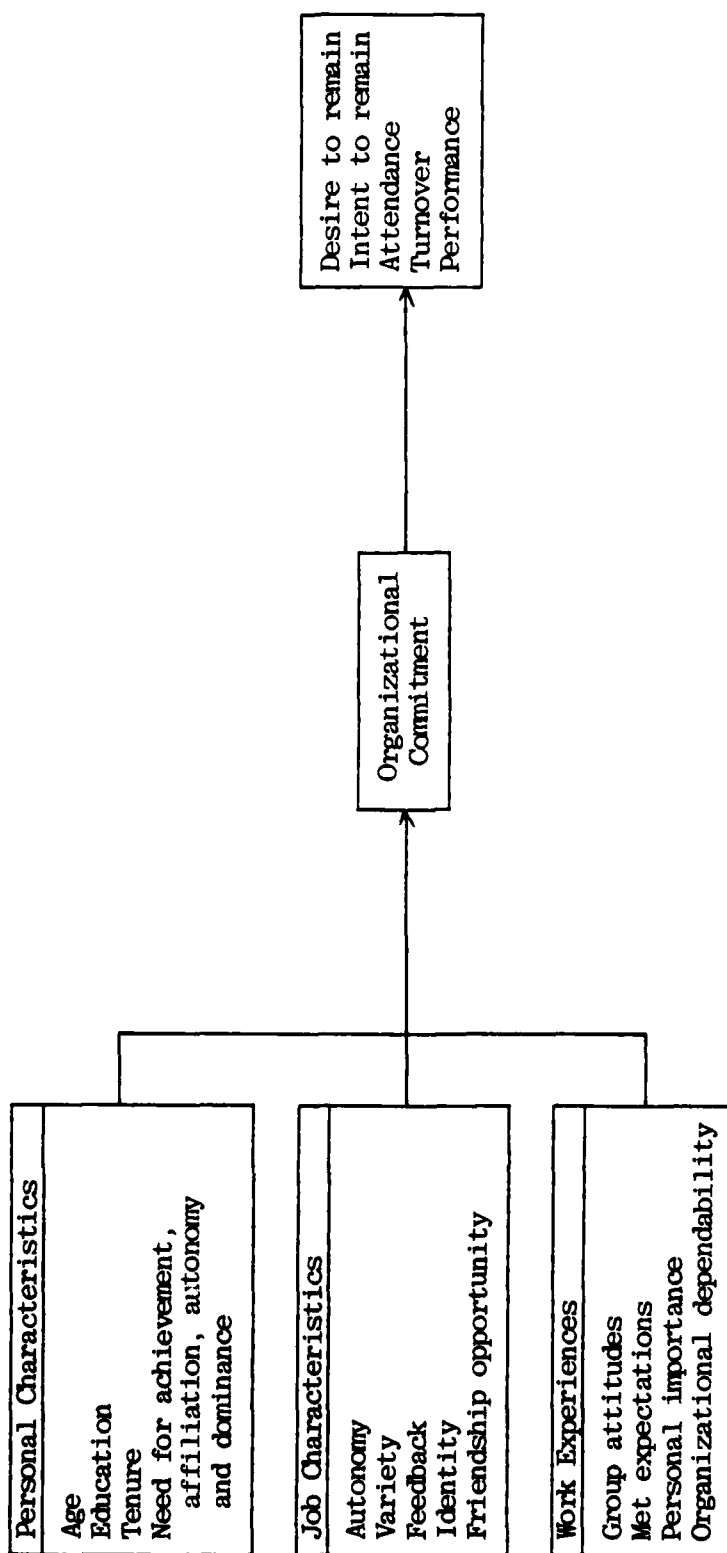 Personal Characteristics
Age
Education
Tenure
Need for achievement,
affiliation, autonomy
and dominance
Job Characteristics
Autonomy
Variety
Feedback
Identity
Friendship opportunity
Work Experiences
Group attitudes
Met expectations
Personal importance
Organizational dependability
Organizational
Commitment
Desire to remain
Intent to remain
Attendance
Turnover
Performance